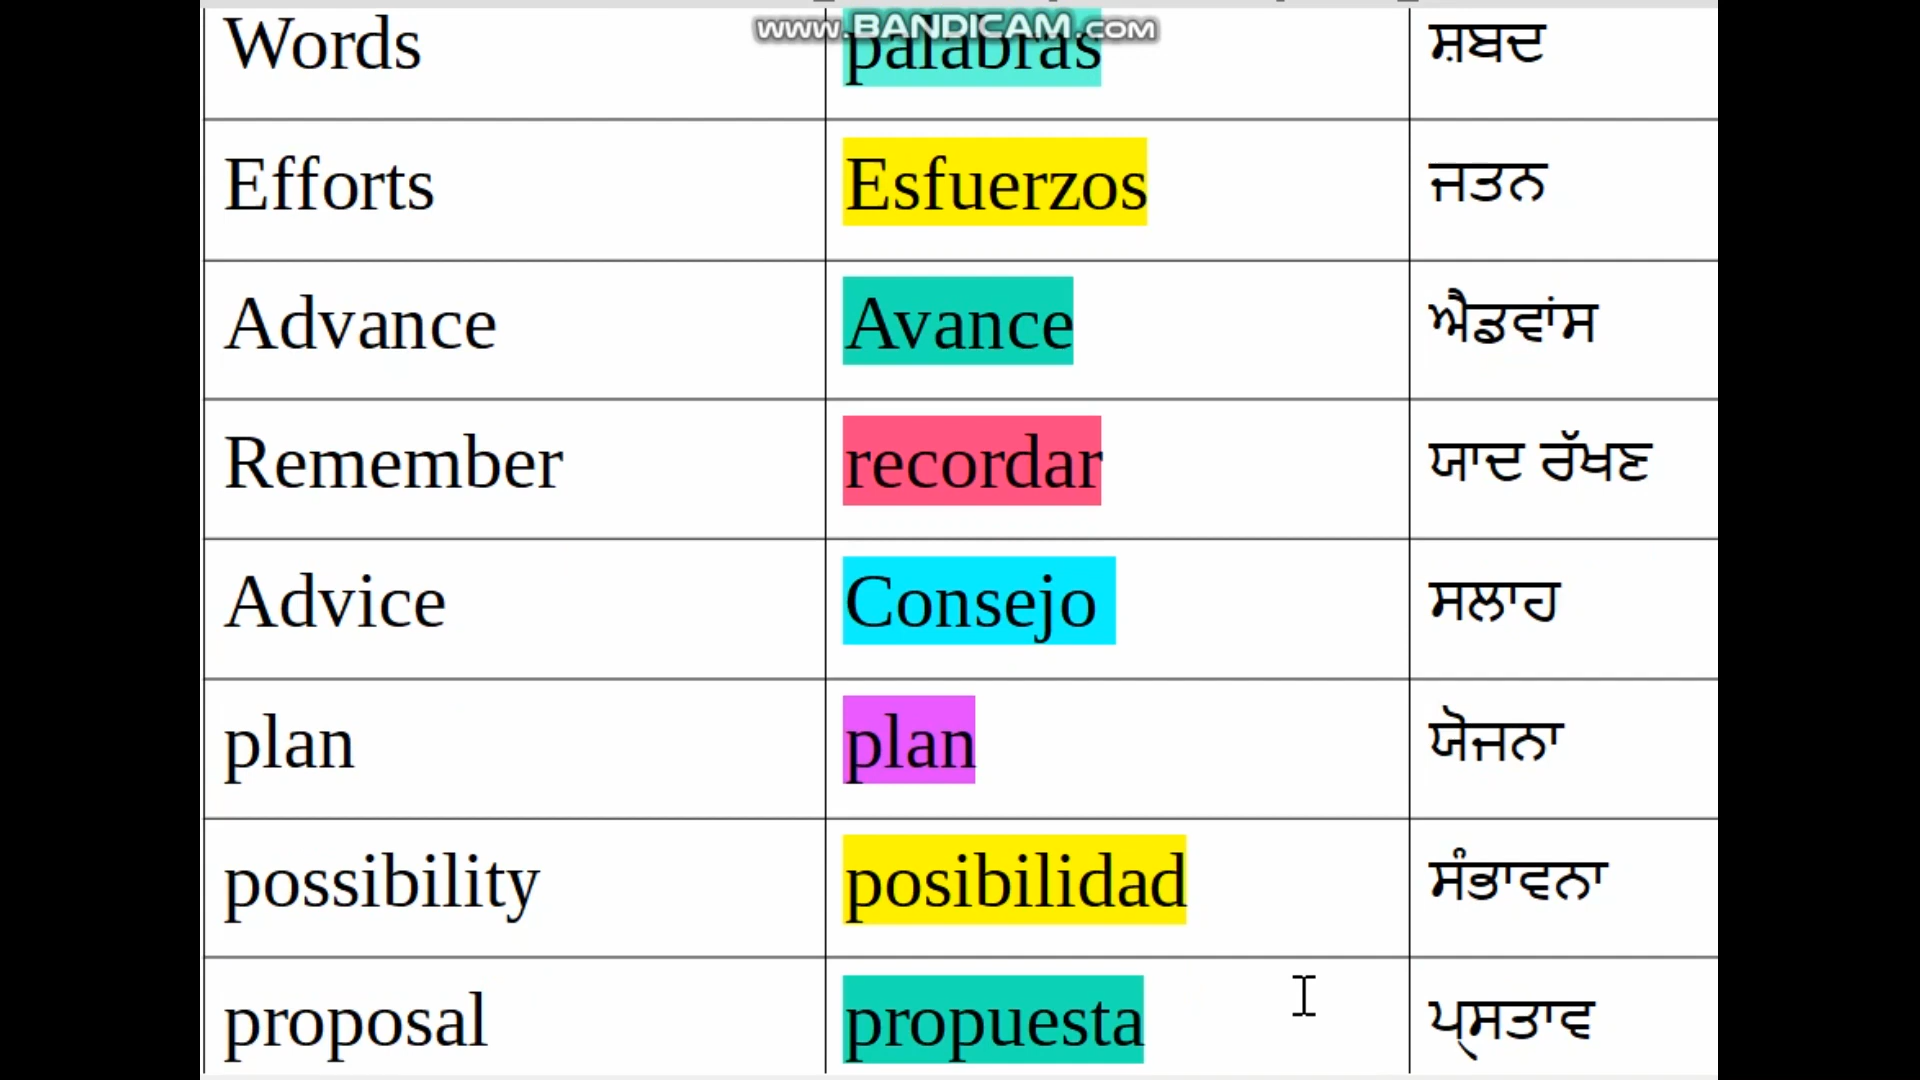 www.BANDICAM.com
Words palabras ਸ਼ਬਦ
Efforts Esfuerzos ਜਤਨ
Advance Avance ਐਡਵਾਂਸ
Remember recordar ਯਾਦ ਰੱਖਣ
Advice Consejo ਸਲਾਹ
plan plan ਯੋਜਨਾ
possibility posibilidad ਸੰਭਾਵਨਾ
proposal propuesta ਪ੍ਰਸਤਾਵ